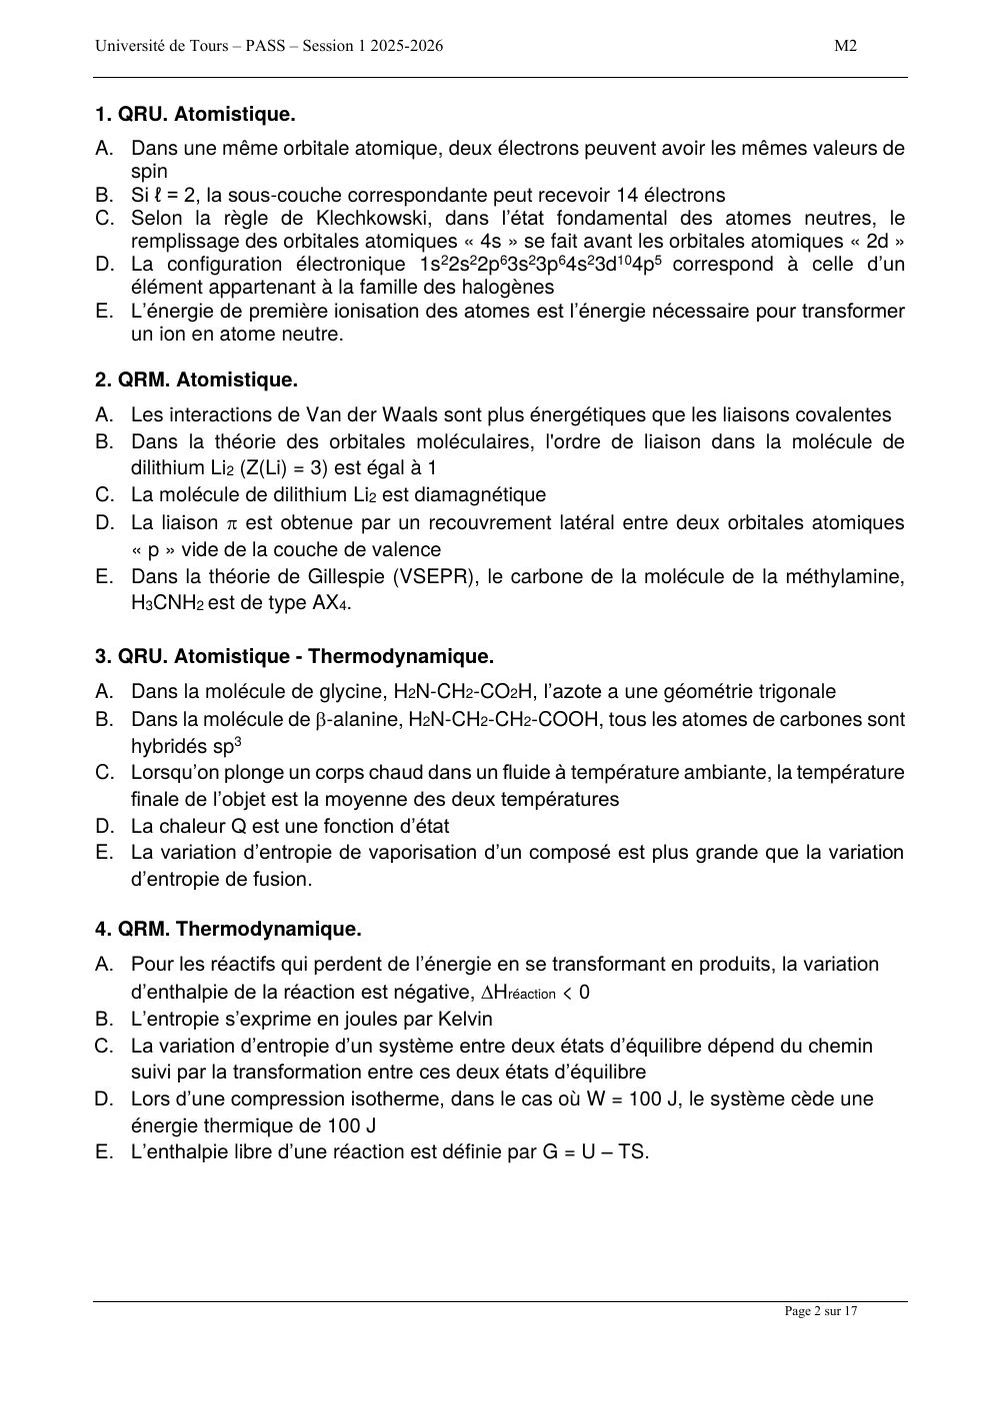 Université de Tours – PASS – Session 1 2025-2026 M2
1. QRU. Atomistique.
A. Dans une même orbitale atomique, deux électrons peuvent avoir les mêmes valeurs de
spin
B. Si ℓ = 2, la sous-couche correspondante peut recevoir 14 électrons
C. Selon la règle de Klechkowski, dans l'état fondamental des atomes neutres, le
remplissage des orbitales atomiques « 4s » se fait avant les orbitales atomiques « 2d »
D. La configuration électronique 1s²2s²2p⁶3s²3p⁶4s²3d¹⁰4p⁵ correspond à celle d'un
élément appartenant à la famille des halogènes
E. L'énergie de première ionisation des atomes est l'énergie nécessaire pour transformer
un ion en atome neutre.
2. QRM. Atomistique.
A. Les interactions de Van der Waals sont plus énergétiques que les liaisons covalentes
B. Dans la théorie des orbitales moléculaires, l'ordre de liaison dans la molécule de
dilithium Li₂ (Z(Li) = 3) est égal à 1
C. La molécule de dilithium Li₂ est diamagnétique
D. La liaison π est obtenue par un recouvrement latéral entre deux orbitales atomiques
« p » vide de la couche de valence
E. Dans la théorie de Gillespie (VSEPR), le carbone de la molécule de la méthylamine,
H₃CNH₂ est de type AX₄.
3. QRU. Atomistique - Thermodynamique.
A. Dans la molécule de glycine, H₂N-CH₂-CO₂H, l'azote a une géométrie trigonale
B. Dans la molécule de β-alanine, H₂N-CH₂-CH₂-COOH, tous les atomes de carbones sont
hybridés sp³
C. Lorsqu'on plonge un corps chaud dans un fluide à température ambiante, la température
finale de l'objet est la moyenne des deux températures
D. La chaleur Q est une fonction d'état
E. La variation d'entropie de vaporisation d'un composé est plus grande que la variation
d'entropie de fusion.
4. QRM. Thermodynamique.
A. Pour les réactifs qui perdent de l'énergie en se transformant en produits, la variation
d'enthalpie de la réaction est négative, ΔHréaction < 0
B. L'entropie s'exprime en joules par Kelvin
C. La variation d'entropie d'un système entre deux états d'équilibre dépend du chemin
suivi par la transformation entre ces deux états d'équilibre
D. Lors d'une compression isotherme, dans le cas où W = 100 J, le système cède une
énergie thermique de 100 J
E. L'enthalpie libre d'une réaction est définie par G = U – TS.
Page 2 sur 17